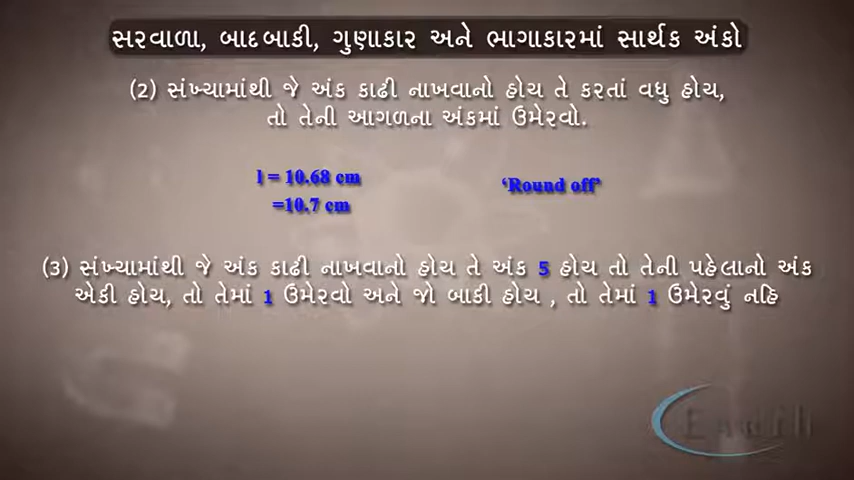 સરવાળા, બાદબાકી, ગુણાકાર અને ભાગાકારમાં સાર્થક અંકો
(2) સંખ્યામાંથી જે અંક કાઢી નાખવાનો હોય તે કરતાં વધુ હોય,
તો તેની આગળના અંકમાં ઉમેરવો.
l = 10.68 cm
=10.7 cm
‘Round off’
(3) સંખ્યામાંથી જે અંક કાઢી નાખવાનો હોય તે અંક 5 હોય તો તેની પહેલાનો અંક
એકી હોય, તો તેમાં 1 ઉમેરવો અને જો બાકી હોય , તો તેમાં 1 ઉમેરવું નહિ